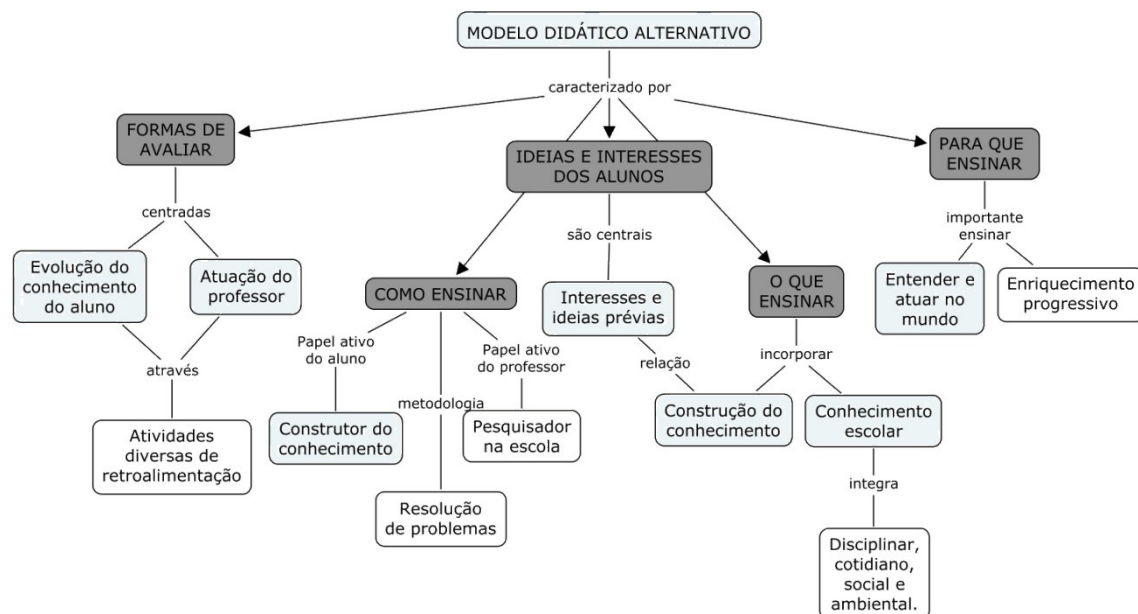 MODELO DIDÁTICO ALTERNATIVO
caracterizado por
FORMAS DE
AVALIAR
IDEIAS E INTERESSES
DOS ALUNOS
PARA QUE
ENSINAR
centradas
são centrais
importante
ensinar
Evolução do
conhecimento
do aluno
Atuação do
professor
COMO ENSINAR
Interesses e
ideias prévias
O QUE
ENSINAR
Entender e
atuar no
mundo
Enriquecimento
progressivo
através
Papel ativo
do aluno
metodologia
Papel ativo
do professor
relação
incorporar
Atividades
diversas de
retroalimentação
Construtor do
conhecimento
Pesquisador
na escola
Construção do
conhecimento
Conhecimento
escolar
Resolução
de problemas
integra
Disciplinar,
cotidiano,
social e
ambiental.